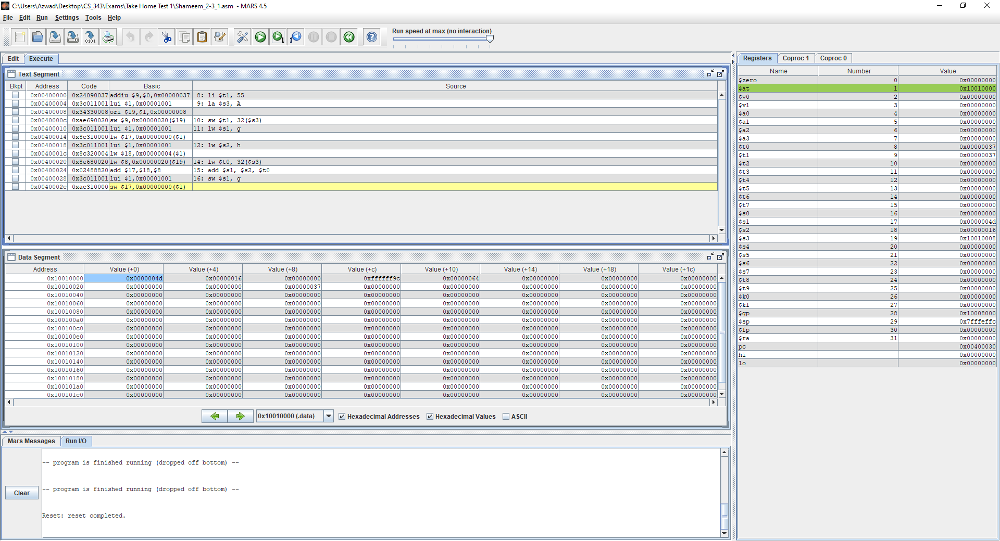 C:\Users\Azwad\Desktop\CS_343\Exams\Take Home Test 1\Shameem_2-3_1.asm - MARS 4.5
File Edit Run Settings Tools Help
Run speed at max (no interaction)
Edit Execute
Text Segment
Bkpt Address Code Basic Source
0x00400000 0x24090037 addiu $9,$0,0x00000037 8: li $t1, 55
0x00400004 0x3c011001 lui $1,0x00001001 9: la $s3, A
0x00400008 0x34330008 ori $19,$1,0x00000008
0x0040000c 0xae690020 sw $9,0x00000020($19) 10: sw $t1, 32($s3)
0x00400010 0x3c011001 lui $1,0x00001001 11: lw $s1, g
0x00400014 0x8c310000 lw $17,0x00000000($1)
0x00400018 0x3c011001 lui $1,0x00001001 12: lw $s2, h
0x0040001c 0x8c320004 lw $18,0x00000004($1)
0x00400020 0x8e680020 lw $8,0x00000020($19) 14: lw $t0, 32($s3)
0x00400024 0x02488820 add $17,$18,$8 15: add $s1, $s2, $t0
0x00400028 0x3c011001 lui $1,0x00001001 16: sw $s1, g
0x0040002c 0xac310000 sw $17,0x00000000($1)
Data Segment
Address Value (+0) Value (+4) Value (+8) Value (+c) Value (+10) Value (+14) Value (+18) Value (+1c)
0x10010000 0x0000004d 0x00000016 0x00000000 0xffffff9c 0x00000064 0x00000000 0x00000000 0x00000000
0x10010020 0x00000000 0x00000000 0x00000037 0x00000000 0x00000000 0x00000000 0x00000000 0x00000000
0x10010040 0x00000000 0x00000000 0x00000000 0x00000000 0x00000000 0x00000000 0x00000000 0x00000000
0x10010060 0x00000000 0x00000000 0x00000000 0x00000000 0x00000000 0x00000000 0x00000000 0x00000000
0x10010080 0x00000000 0x00000000 0x00000000 0x00000000 0x00000000 0x00000000 0x00000000 0x00000000
0x100100a0 0x00000000 0x00000000 0x00000000 0x00000000 0x00000000 0x00000000 0x00000000 0x00000000
0x100100c0 0x00000000 0x00000000 0x00000000 0x00000000 0x00000000 0x00000000 0x00000000 0x00000000
0x100100e0 0x00000000 0x00000000 0x00000000 0x00000000 0x00000000 0x00000000 0x00000000 0x00000000
0x10010100 0x00000000 0x00000000 0x00000000 0x00000000 0x00000000 0x00000000 0x00000000 0x00000000
0x10010120 0x00000000 0x00000000 0x00000000 0x00000000 0x00000000 0x00000000 0x00000000 0x00000000
0x10010140 0x00000000 0x00000000 0x00000000 0x00000000 0x00000000 0x00000000 0x00000000 0x00000000
0x10010160 0x00000000 0x00000000 0x00000000 0x00000000 0x00000000 0x00000000 0x00000000 0x00000000
0x10010180 0x00000000 0x00000000 0x00000000 0x00000000 0x00000000 0x00000000 0x00000000 0x00000000
0x100101a0 0x00000000 0x00000000 0x00000000 0x00000000 0x00000000 0x00000000 0x00000000 0x00000000
0x100101c0 0x00000000 0x00000000 0x00000000 0x00000000 0x00000000 0x00000000 0x00000000 0x00000000
0x10010000 (.data) Hexadecimal Addresses Hexadecimal Values ASCII
Mars Messages Run I/O
-- program is finished running (dropped off bottom) --
-- program is finished running (dropped off bottom) --
Reset: reset completed.
Clear
Registers Coproc 1 Coproc 0
Name Number Value
$zero 0 0x00000000
$at 1 0x10010000
$v0 2 0x00000000
$v1 3 0x00000000
$a0 4 0x00000000
$a1 5 0x00000000
$a2 6 0x00000000
$a3 7 0x00000000
$t0 8 0x00000037
$t1 9 0x00000037
$t2 10 0x00000000
$t3 11 0x00000000
$t4 12 0x00000000
$t5 13 0x00000000
$t6 14 0x00000000
$t7 15 0x00000000
$s0 16 0x00000000
$s1 17 0x0000004d
$s2 18 0x00000016
$s3 19 0x10010008
$s4 20 0x00000000
$s5 21 0x00000000
$s6 22 0x00000000
$s7 23 0x00000000
$t8 24 0x00000000
$t9 25 0x00000000
$k0 26 0x00000000
$k1 27 0x00000000
$gp 28 0x10008000
$sp 29 0x7fffeffc
$fp 30 0x00000000
$ra 31 0x00000000
pc 0x00400030
hi 0x00000000
lo 0x00000000